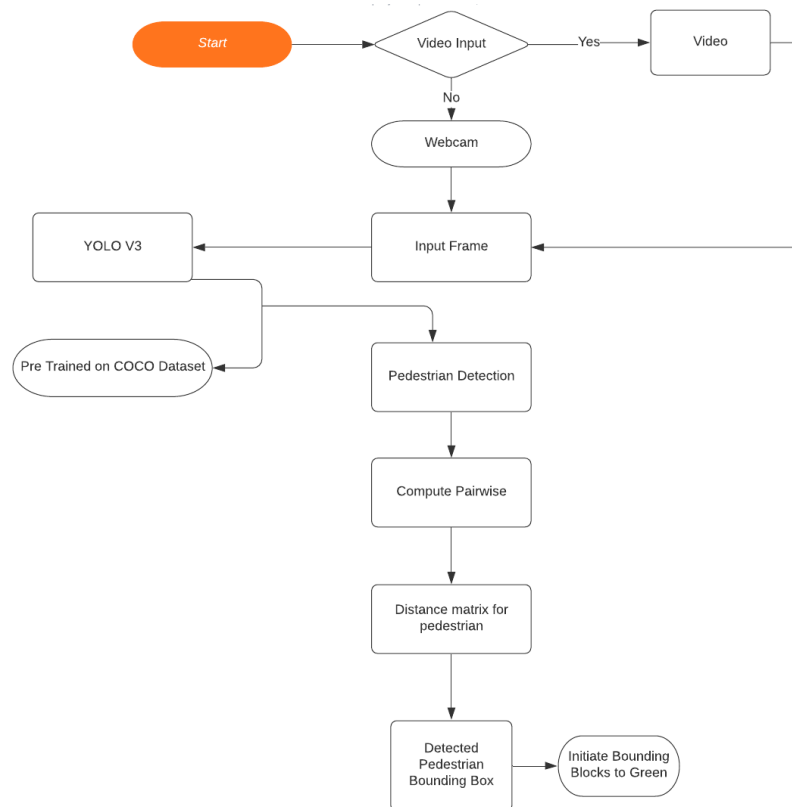 Start
Video Input
Yes
Video
No
Webcam
YOLO V3
Input Frame
Pre Trained on COCO Dataset
Pedestrian Detection
Compute Pairwise
Distance matrix for
pedestrian
Detected
Pedestrian
Bounding Box
Initiate Bounding
Blocks to Green